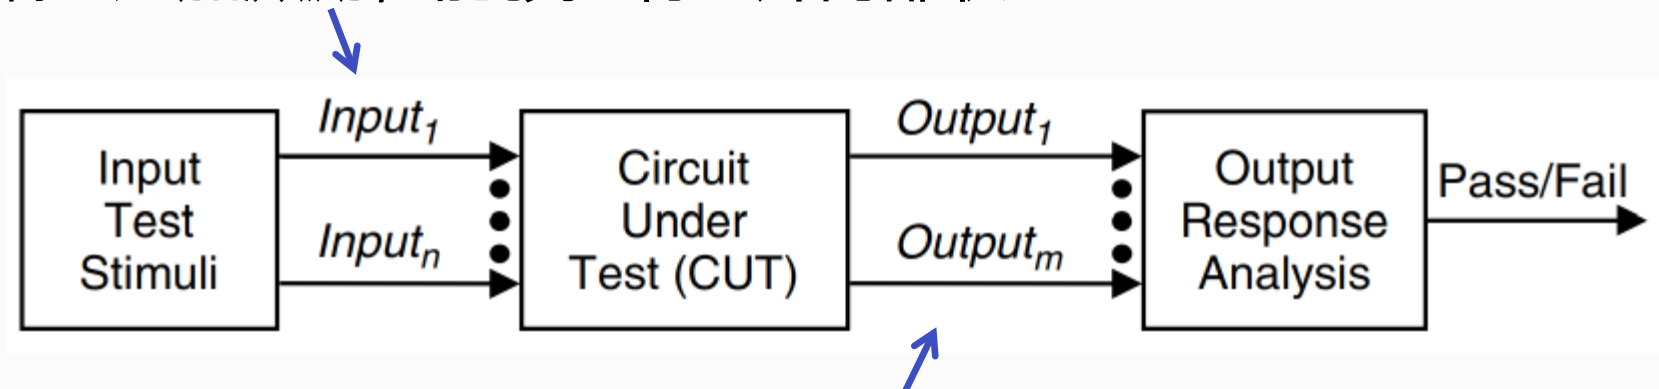 Input
Test
Stimuli
Input1
Inputn
Circuit
Under
Test (CUT)
Output1
Outputm
Output
Response
Analysis
Pass/Fail